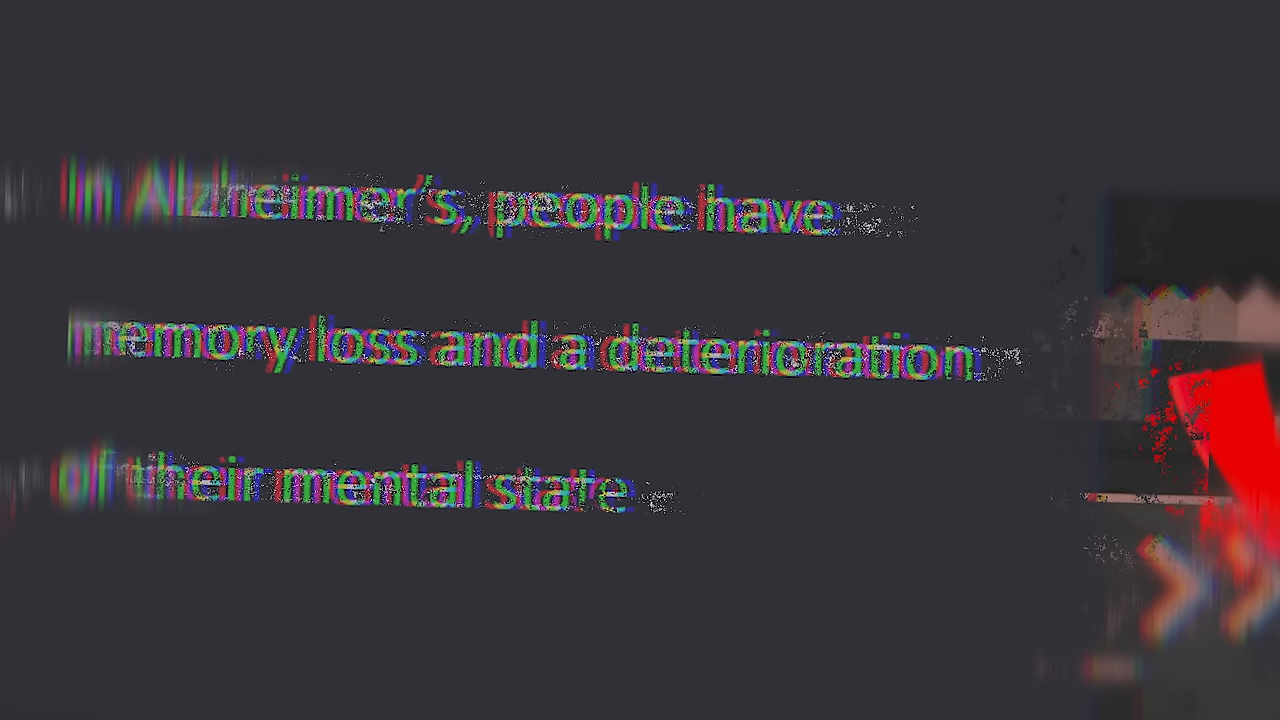 In Alzheimer's, people have
memory loss and a deterioration
of their mental state